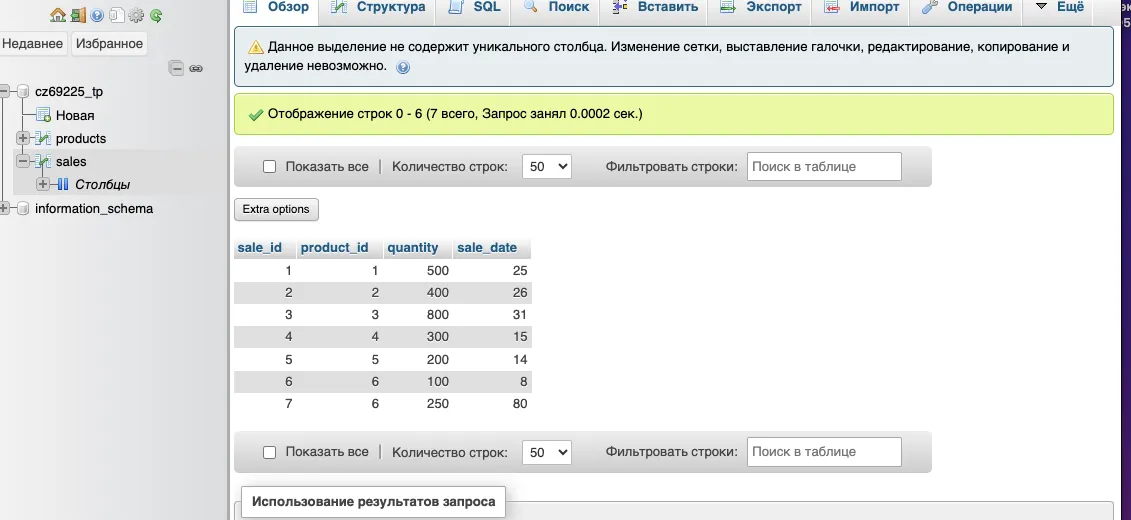 Обзор Структура SQL Поиск Вставить Экспорт Импорт Операции Ещё
Недавнее Избранное
Данное выделение не содержит уникального столбца. Изменение сетки, выставление галочки, редактирование, копирование и
удаление невозможно.
cz69225_tp
Новая
products
sales
Столбцы
information_schema
Отображение строк 0 - 6 (7 всего, Запрос занял 0.0002 сек.)
Показать все | Количество строк: 50 Фильтровать строки: Поиск в таблице
Extra options
sale_id product_id quantity sale_date
1 1 500 25
2 2 400 26
3 3 800 31
4 4 300 15
5 5 200 14
6 6 100 8
7 6 250 80
Показать все | Количество строк: 50 Фильтровать строки: Поиск в таблице
Использование результатов запроса